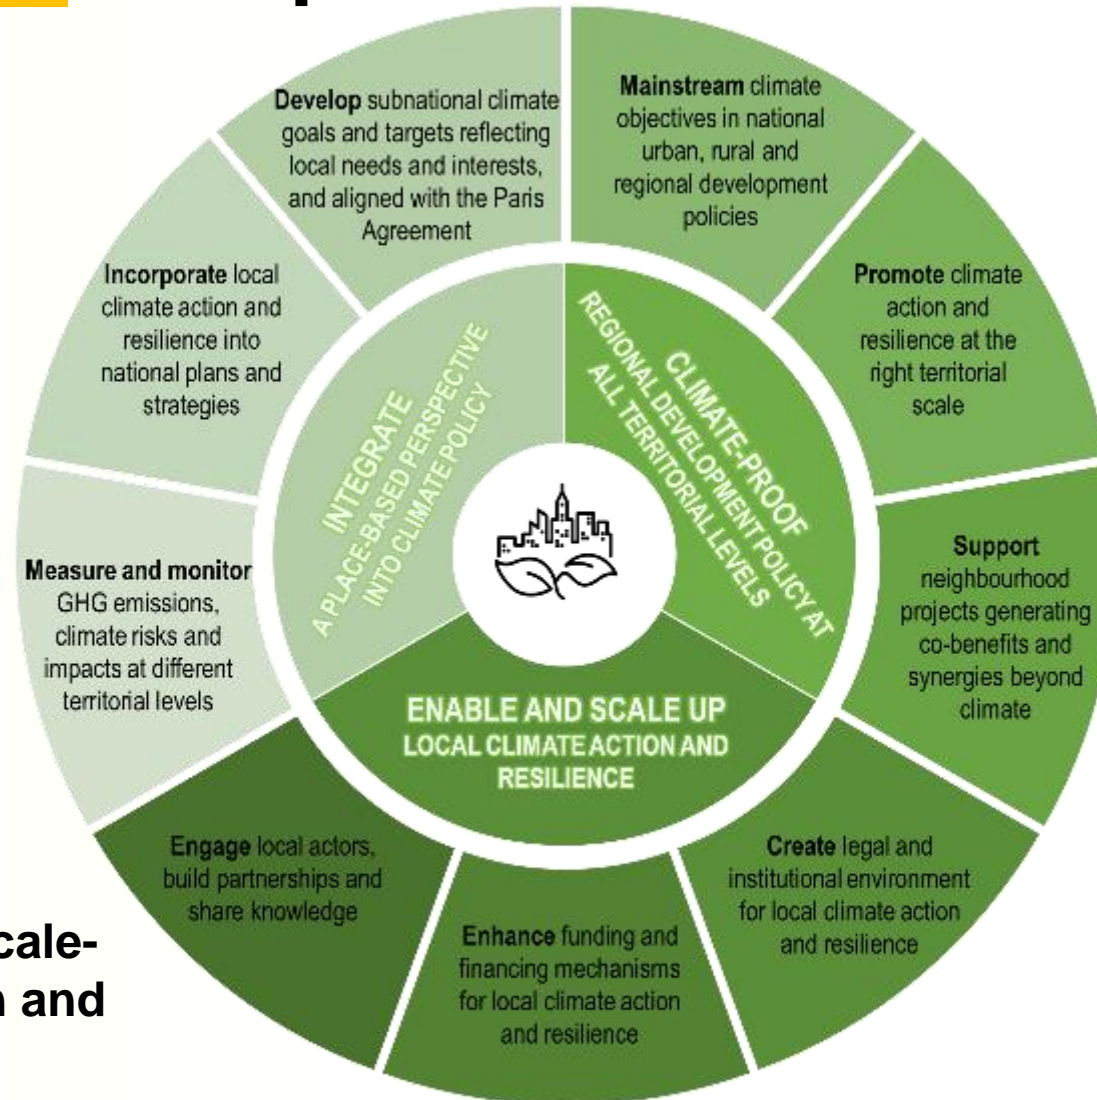 Develop subnational climate
goals and targets reflecting
local needs and interests,
and aligned with the Paris
Agreement
Mainstream climate
objectives in national
urban, rural and
regional development
policies
Promote climate
action and
resilience at the
right territorial
scale
Support
neighbourhood
projects generating
co-benefits and
synergies beyond
climate
Create legal and
institutional environment
for local climate action
and resilience
Enhance funding and
financing mechanisms
for local climate action
and resilience
Engage local actors,
build partnerships and
share knowledge
Measure and monitor
GHG emissions,
climate risks and
impacts at different
territorial levels
Incorporate local
climate action and
resilience into
national plans and
strategies
INTEGRATE
A PLACE-BASED PERSPECTIVE
INTO CLIMATE POLICY
CLIMATE-PROOF
REGIONAL DEVELOPMENT POLICY AT
ALL TERRITORIAL LEVELS
ENABLE AND SCALE UP
LOCAL CLIMATE ACTION AND
RESILIENCE
and